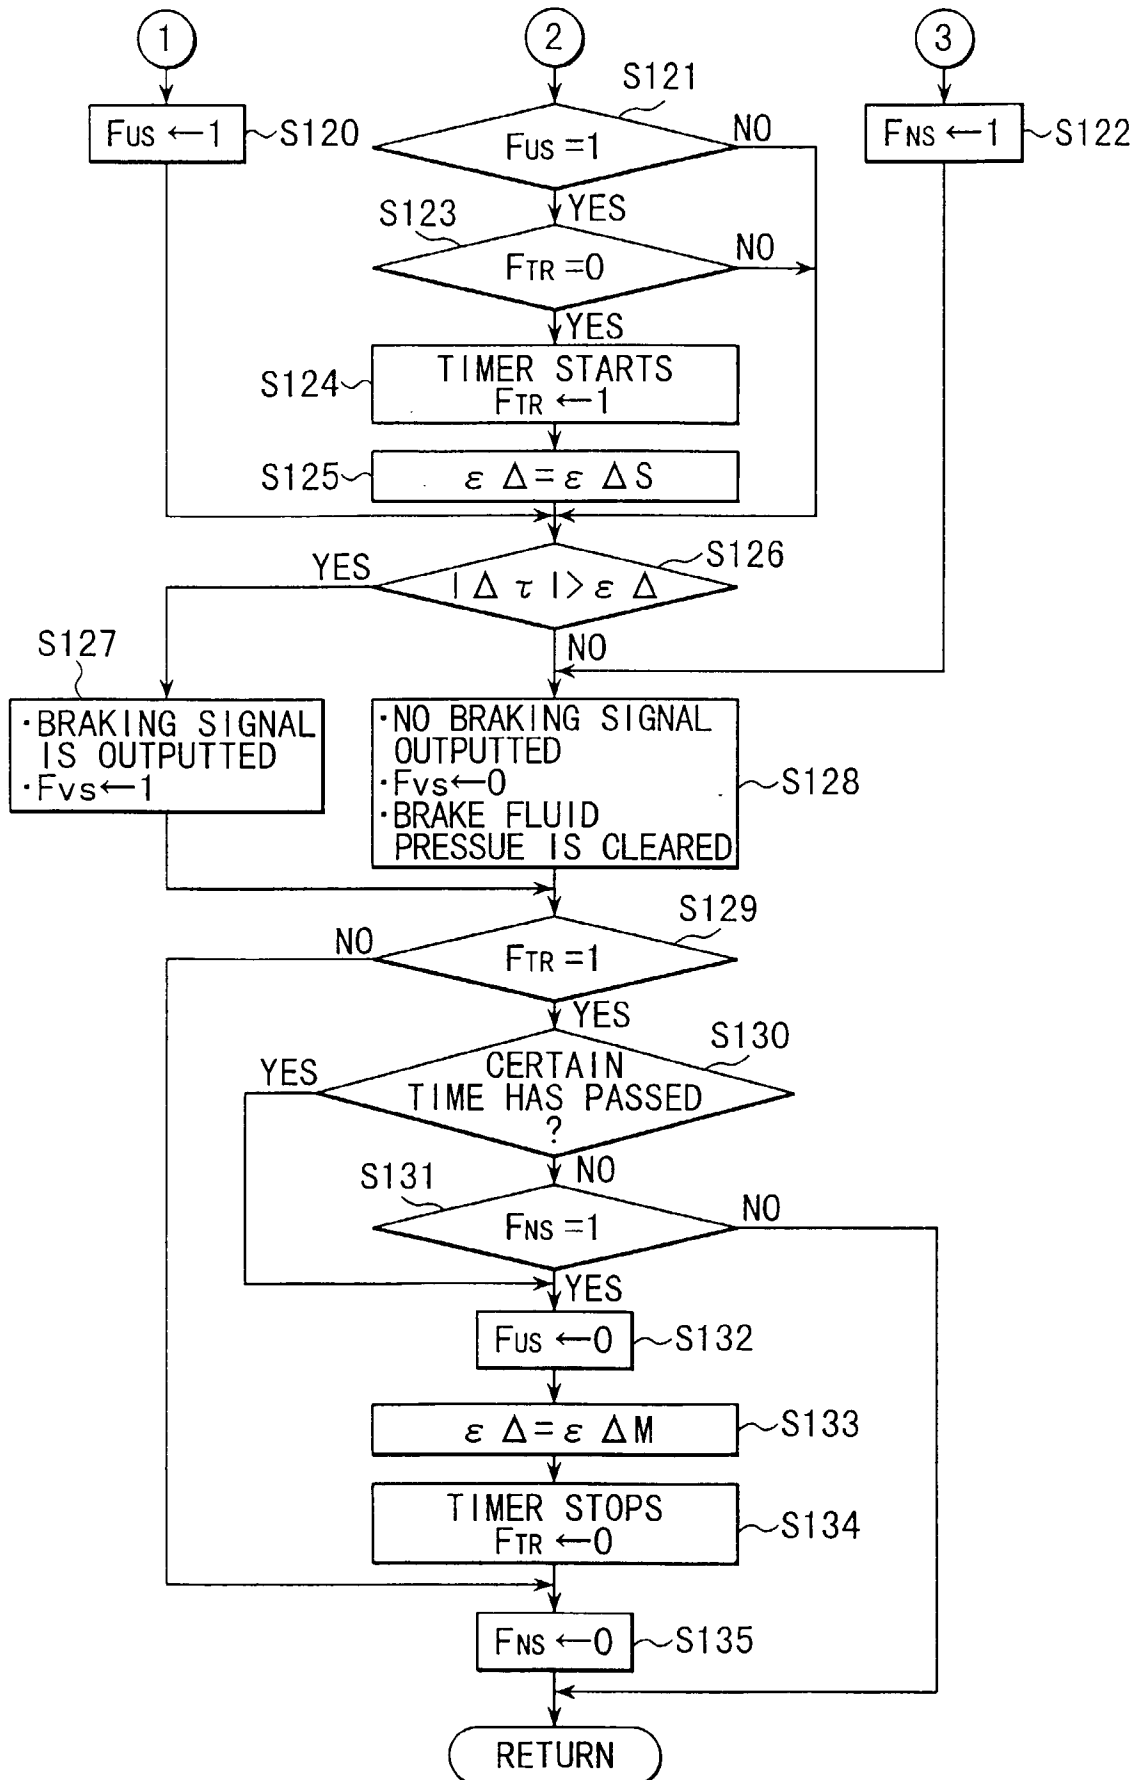 1
2
3
S121
FUS ←1
S120
FUS =1
NO
FNS ←1
S122
YES
S123
FTR =0
NO
YES
S124
TIMER STARTS
FTR ←1
S125
ε Δ = ε ΔS
YES
S126
| Δ τ | > ε Δ
NO
S127
·BRAKING SIGNAL
IS OUTPUTTED
·FVS←1
·NO BRAKING SIGNAL
OUTPUTTED
·FVS←0
·BRAKE FLUID
PRESSUE IS CLEARED
S128
NO
S129
FTR =1
YES
S130
YES
CERTAIN
TIME HAS PASSED
?
NO
S131
FNS =1
NO
YES
FUS ←0
S132
ε Δ = ε ΔM
S133
TIMER STOPS
FTR ←0
S134
FNS ←0
S135
RETURN